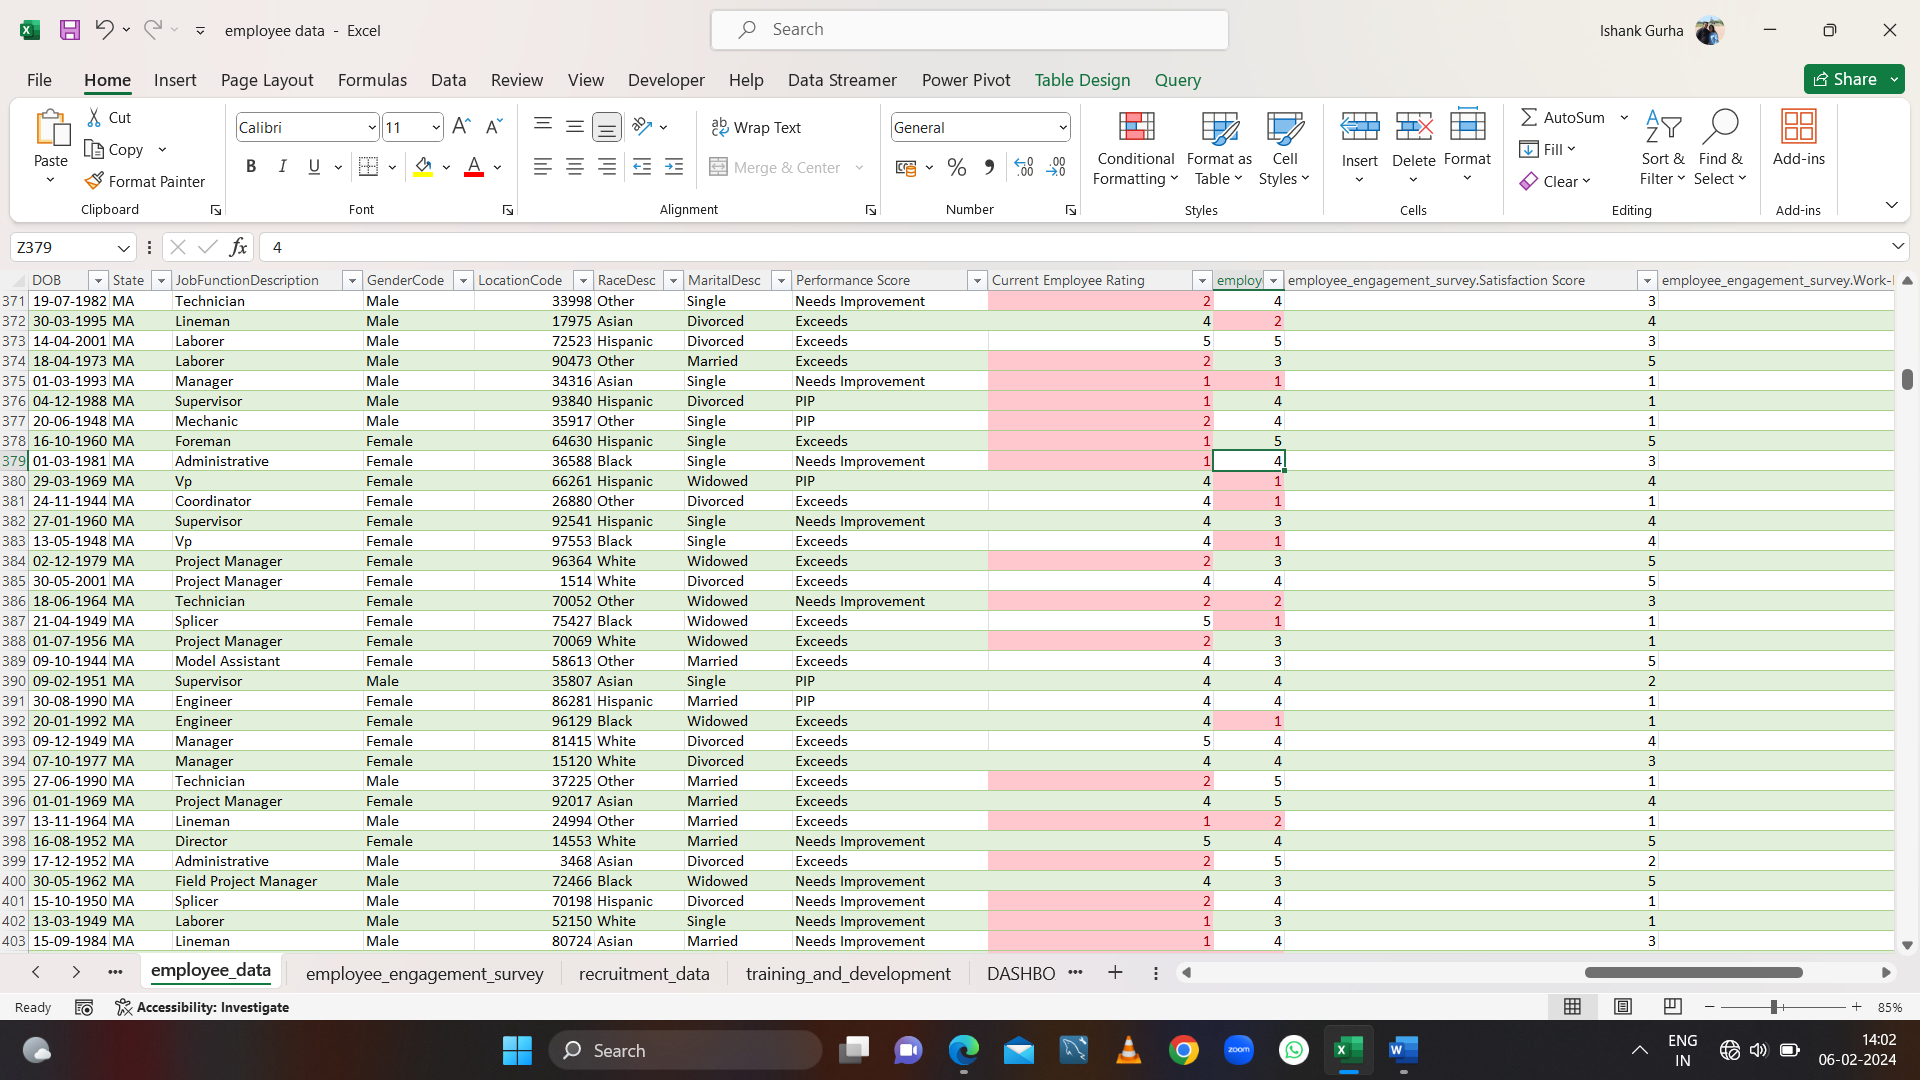 employee data - Excel
Search
Ishank Gurha
File Home Insert Page Layout Formulas Data Review View Developer Help Data Streamer Power Pivot Table Design Query
Share
Paste
Cut
Copy
Format Painter
Clipboard
Calibri 11
B I U
Font
Wrap Text
Merge & Center
Alignment
General
Number
Conditional Formatting
Format as Table
Cell Styles
Styles
Insert Delete Format
Cells
AutoSum
Fill
Clear
Sort & Filter
Find & Select
Editing
Add-ins
Add-ins
Z379 fx 4
DOB State JobFunctionDescription GenderCode LocationCode RaceDesc MaritalDesc Performance Score Current Employee Rating employ employee_engagement_survey.Satisfaction Score employee_engagement_survey.Work-
371 19-07-1982 MA Technician Male 33998 Other Single Needs Improvement 2 4 3
372 30-03-1995 MA Lineman Male 17975 Asian Divorced Exceeds 4 2 4
373 14-04-2001 MA Laborer Male 72523 Hispanic Divorced Exceeds 5 5 3
374 18-04-1973 MA Laborer Male 90473 Other Married Exceeds 2 3 5
375 01-03-1993 MA Manager Male 34316 Asian Single Needs Improvement 1 1 1
376 04-12-1988 MA Supervisor Male 93840 Hispanic Divorced PIP 1 4 1
377 20-06-1948 MA Mechanic Male 35917 Other Single PIP 2 4 1
378 16-10-1960 MA Foreman Female 64630 Hispanic Single Exceeds 1 5 5
379 01-03-1981 MA Administrative Female 36588 Black Single Needs Improvement 1 4 3
380 29-03-1969 MA Vp Female 66261 Hispanic Widowed PIP 4 1 4
381 24-11-1944 MA Coordinator Female 26880 Other Divorced Exceeds 4 1 1
382 27-01-1960 MA Supervisor Female 92541 Hispanic Single Needs Improvement 4 3 4
383 13-05-1948 MA Vp Female 97553 Black Single Exceeds 4 1 4
384 02-12-1979 MA Project Manager Female 96364 White Widowed Exceeds 2 3 5
385 30-05-2001 MA Project Manager Female 1514 White Divorced Exceeds 4 4 5
386 18-06-1964 MA Technician Female 70052 Other Widowed Needs Improvement 2 2 3
387 21-04-1949 MA Splicer Female 75427 Black Widowed Exceeds 5 1 1
388 01-07-1956 MA Project Manager Female 70069 White Widowed Exceeds 2 3 1
389 09-10-1944 MA Model Assistant Female 58613 Other Married Exceeds 4 3 5
390 09-02-1951 MA Supervisor Male 35807 Asian Single PIP 4 4 2
391 30-08-1990 MA Engineer Female 86281 Hispanic Married PIP 4 4 1
392 20-01-1992 MA Engineer Female 96129 Black Widowed Exceeds 4 1 1
393 09-12-1949 MA Manager Female 81415 White Divorced Exceeds 5 4 4
394 07-10-1977 MA Manager Female 15120 White Divorced Exceeds 4 4 3
395 27-06-1990 MA Technician Male 37225 Other Married Exceeds 2 5 1
396 01-01-1969 MA Project Manager Female 92017 Asian Married Exceeds 4 5 4
397 13-11-1964 MA Lineman Male 24994 Other Married Exceeds 1 2 1
398 16-08-1952 MA Director Female 14553 White Married Needs Improvement 5 4 5
399 17-12-1952 MA Administrative Male 3468 Asian Divorced Exceeds 2 5 2
400 30-05-1962 MA Field Project Manager Male 72466 Black Widowed Needs Improvement 4 3 5
401 15-10-1950 MA Splicer Male 70198 Hispanic Divorced Needs Improvement 2 4 1
402 13-03-1949 MA Laborer Male 52150 White Single Needs Improvement 1 3 1
403 15-09-1984 MA Lineman Male 80724 Asian Married Needs Improvement 1 4 3
employee_data employee_engagement_survey recruitment_data training_and_development DASHBO
Ready Accessibility: Investigate 85%
Search
zoom
ENG
IN
14:02
06-02-2024